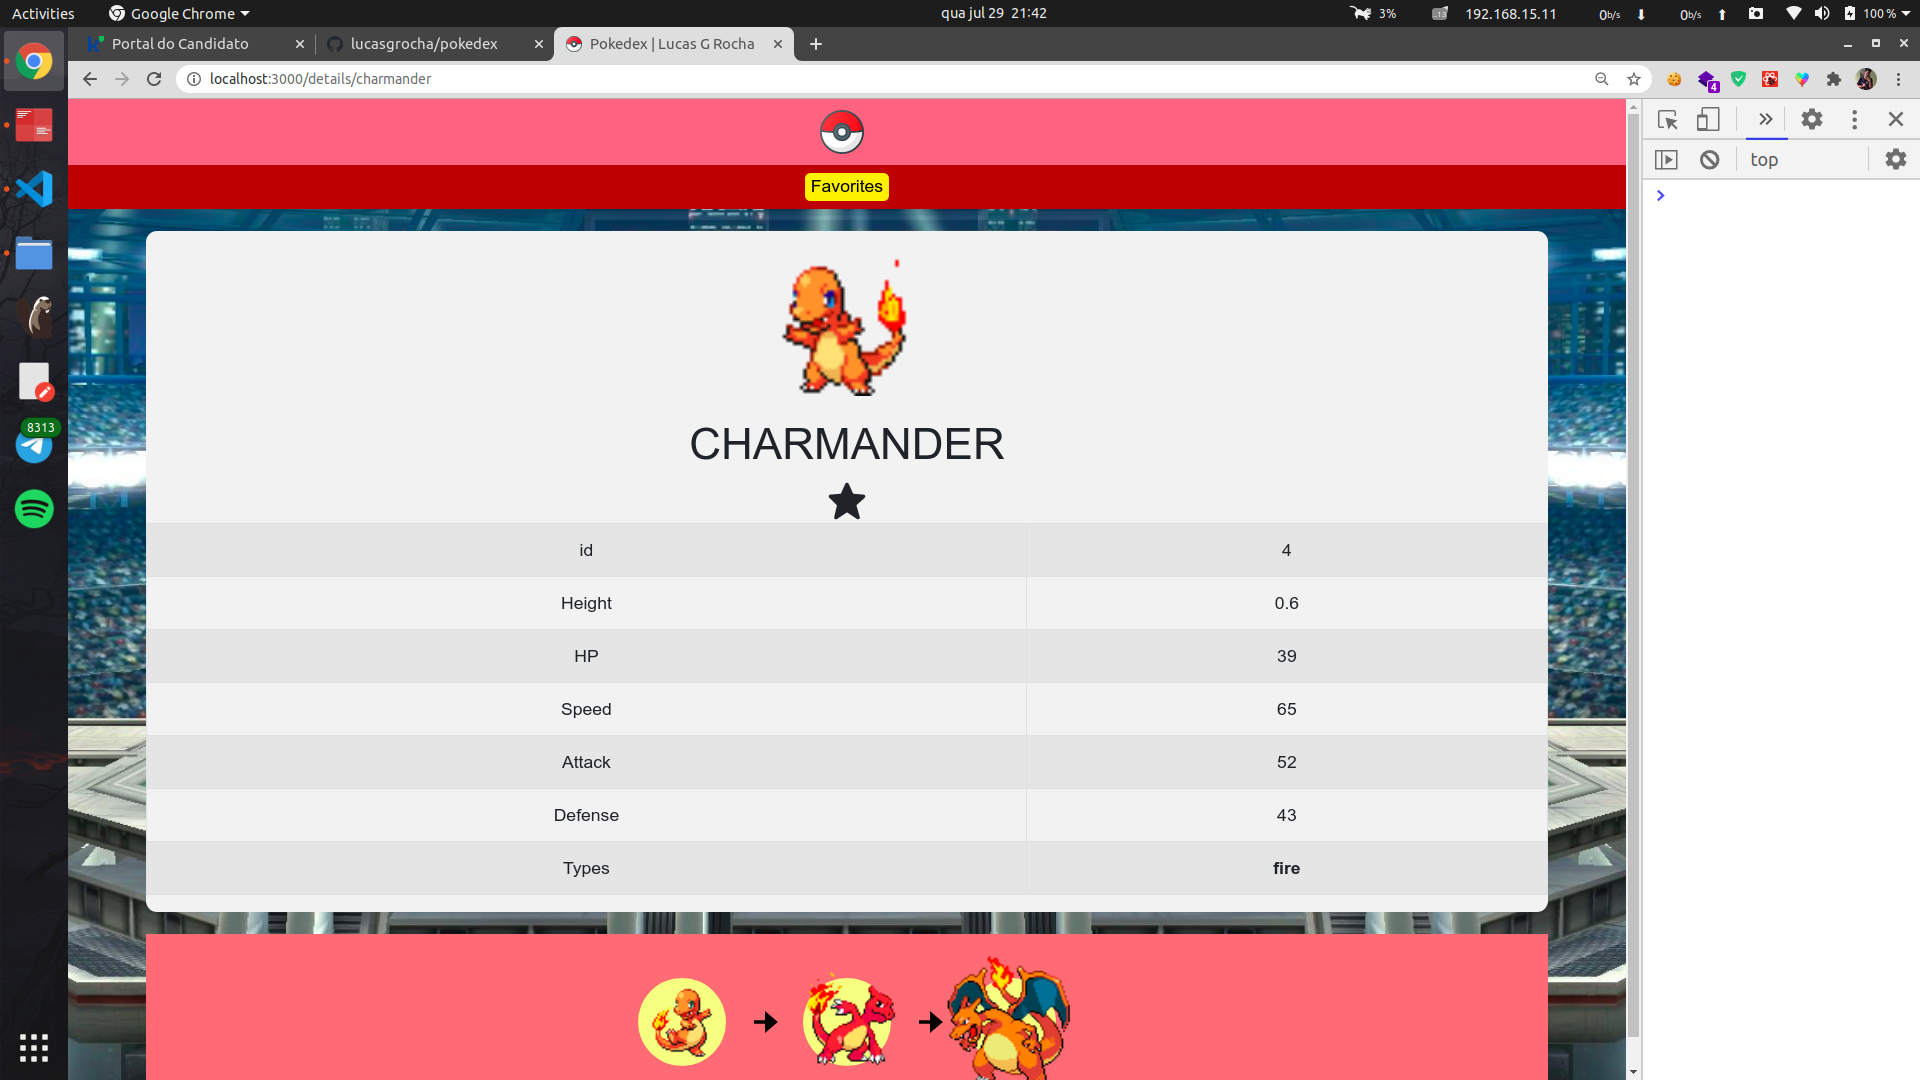 Activities Google Chrome qua jul 29 21:42 3% 13 192.168.15.11 0b/s 0b/s 100 %
Portal do Candidato lucasgrocha/pokedex Pokedex | Lucas G Rocha
localhost:3000/details/charmander 4
top
Favorites
CHARMANDER
id 4
Height 0.6
HP 39
Speed 65
Attack 52
Defense 43
Types fire
8313